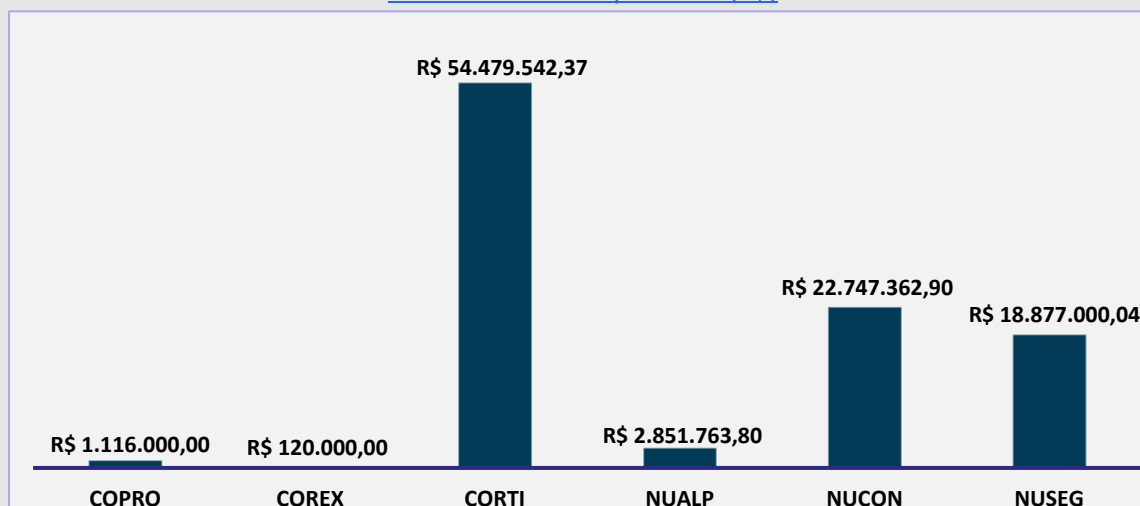 R$ 54.479.542,37
R$ 22.747.362,90
R$ 18.877.000,04
R$ 1.116.000,00
R$ 120.000,00
R$ 2.851.763,80
COPRO COREX CORTI NUALP NUCON NUSEG